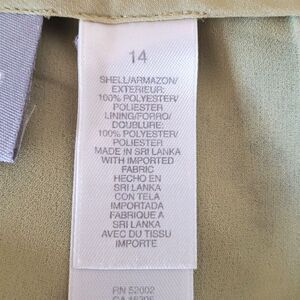 14
SHELL/ARMAZON/
EXTERIEUR:
100% POLYESTER/
POLIESTER
LINING/FORRO/
DOUBLURE:
100% POLYESTER/
POLIESTER
MADE IN SRI LANKA
WITH IMPORTED
FABRIC
HECHO EN
SRI LANKA
CON TELA
IMPORTADA
FABRIQUE A
SRI LANKA
AVEC DU TISSU
IMPORTE
RN 52002